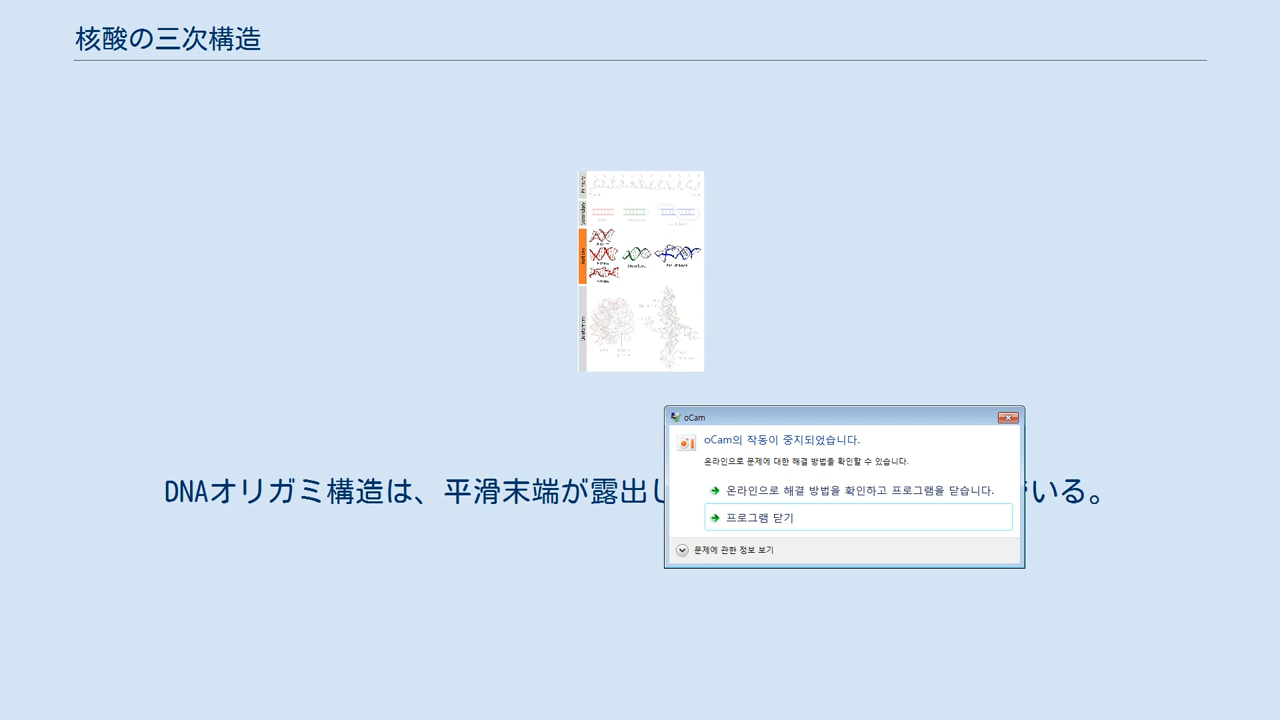 核酸の三次構造
Primary
Secondary
Tertiary
DNAオリガミ構造は、平滑末端が露出し
いる。
oCam
oCam의 작동이 중지되었습니다.
온라인으로 문제에 대한 해결 방법을 확인할 수 있습니다.
온라인으로 해결 방법을 확인하고 프로그램을 닫습니다.
프로그램 닫기
문제에 관한 정보 보기